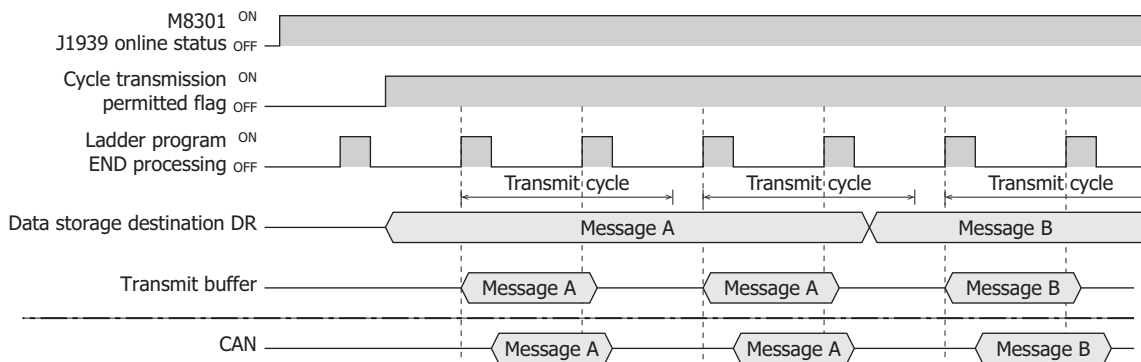 M8301 ON
J1939 online status OFF
Cycle transmission ON
permitted flag OFF
Ladder program ON
END processing OFF
Transmit cycle Transmit cycle Transmit cycle
Data storage destination DR Message A Message B
Transmit buffer Message A Message A Message B
CAN Message A Message A Message B